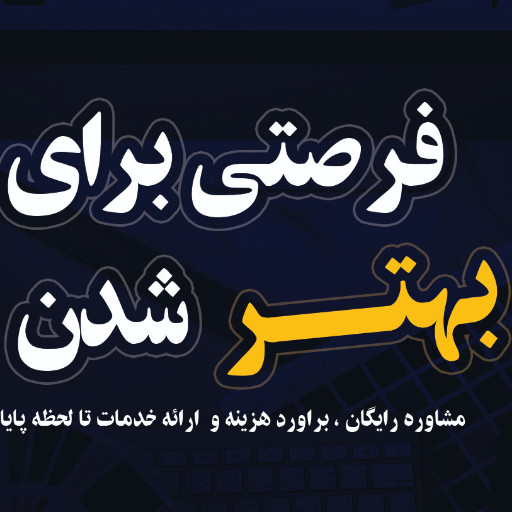 فرصتی برای
بهتر شدن
مشاوره رایگان ، براورد هزینه و ارائه خدمات تا لحظه